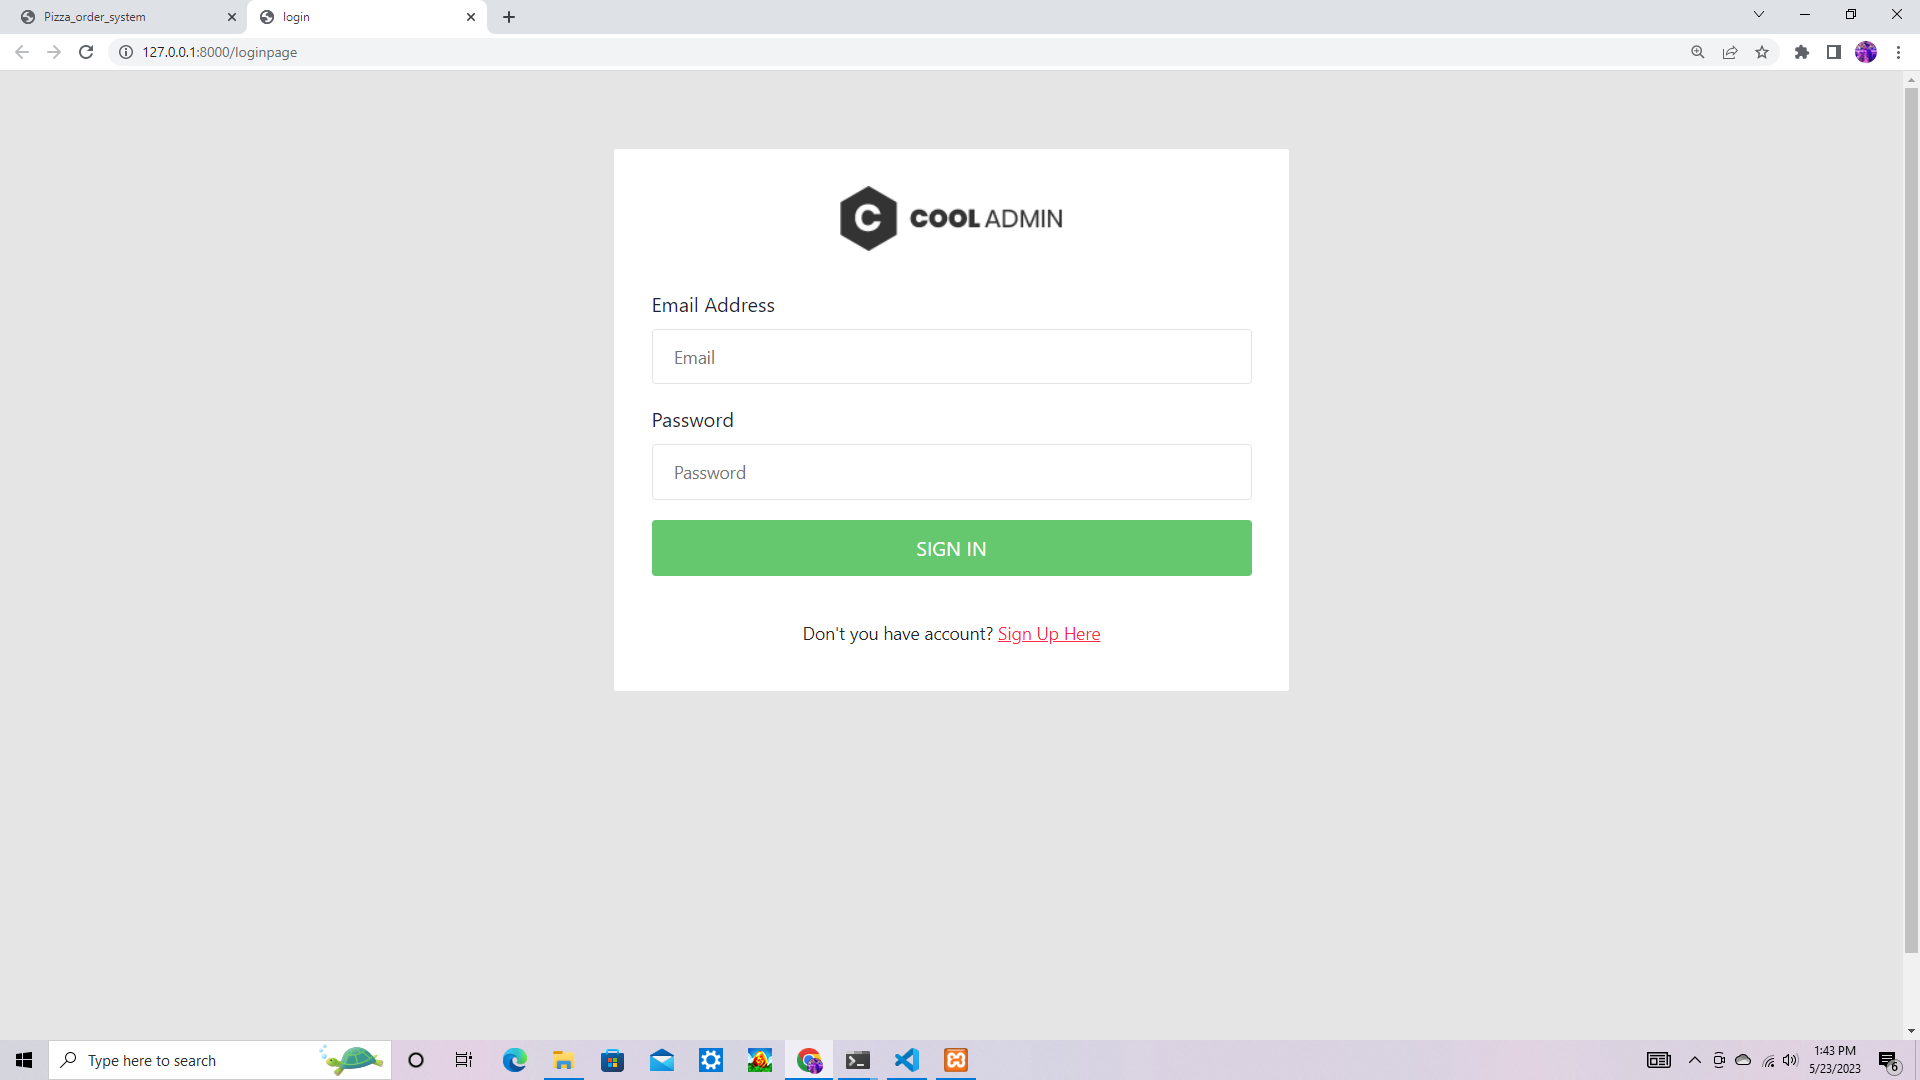 Pizza_order_system
login
127.0.0.1:8000/loginpage
C COOL ADMIN
Email Address
Email
Password
Password
SIGN IN
Don't you have account? Sign Up Here
Type here to search
1:43 PM
5/23/2023
6